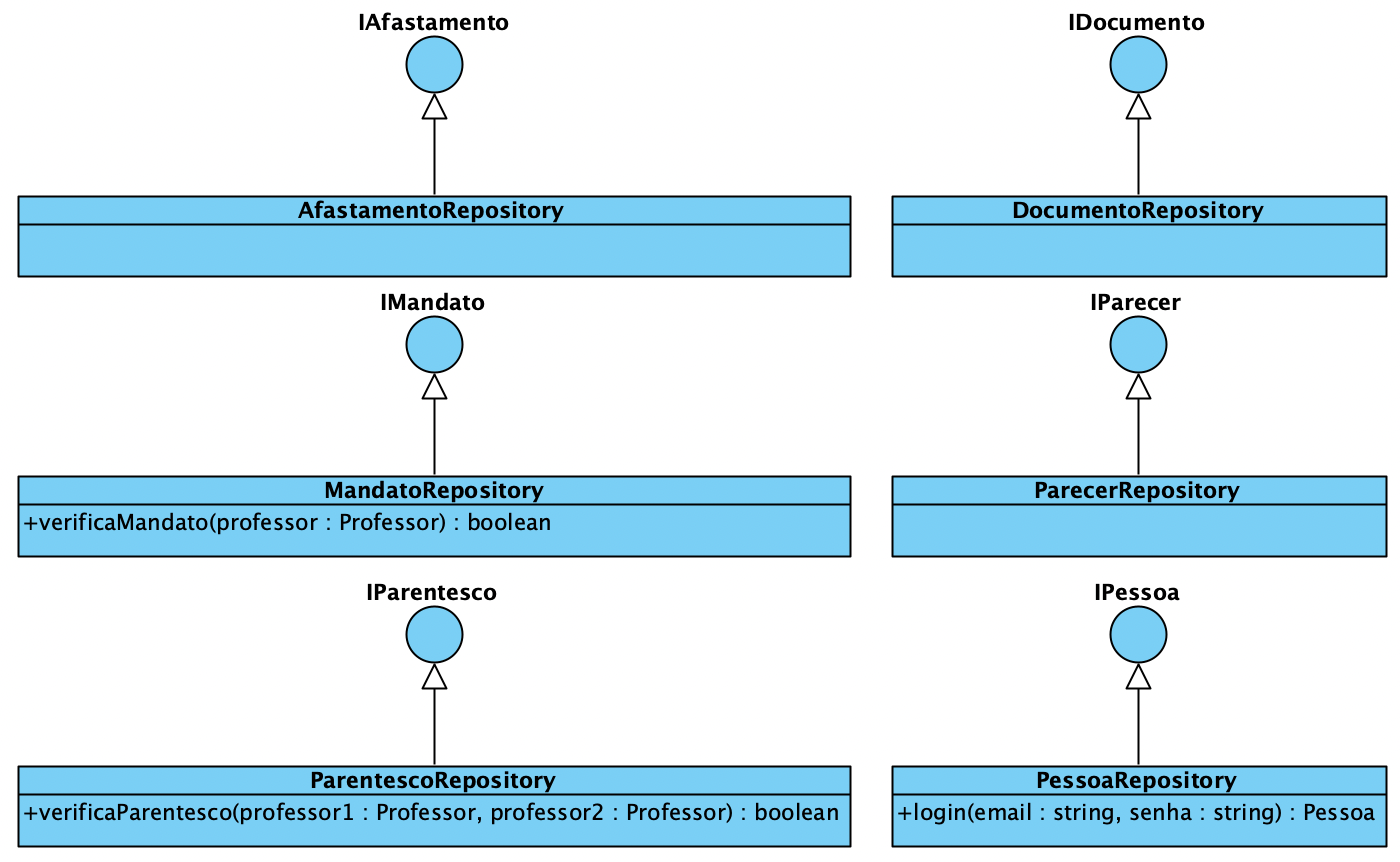 IAfastamento
IDocumento
AfastamentoRepository
DocumentoRepository
IMandato
IParecer
MandatoRepository
+verificaMandato(professor : Professor) : boolean
ParecerRepository
IParentesco
IPessoa
ParentescoRepository
+verificaParentesco(professor1 : Professor, professor2 : Professor) : boolean
PessoaRepository
+login(email : string, senha : string) : Pessoa